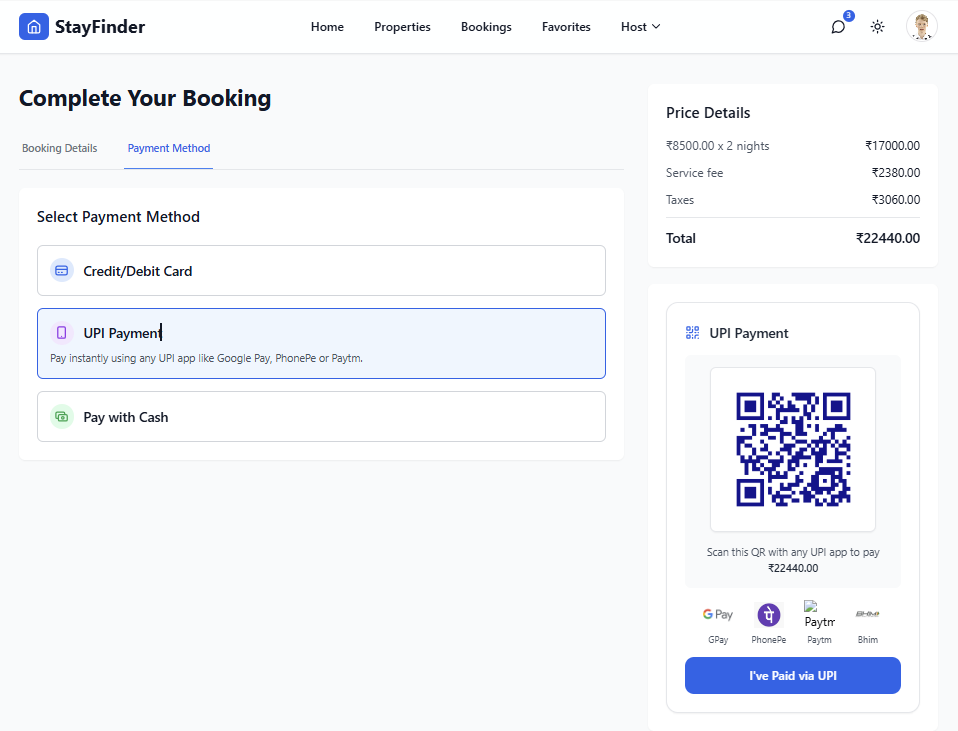 StayFinder
Home Properties Bookings Favorites Host
3
Complete Your Booking
Booking Details Payment Method
Select Payment Method
Credit/Debit Card
UPI Payment
Pay instantly using any UPI app like Google Pay, PhonePe or Paytm.
Pay with Cash
Price Details
₹8500.00 x 2 nights ₹17000.00
Service fee ₹2380.00
Taxes ₹3060.00
Total ₹22440.00
UPI Payment
Scan this QR with any UPI app to pay
₹22440.00
G Pay पे Paytm BHIM
GPay PhonePe Paytm Bhim
I've Paid via UPI